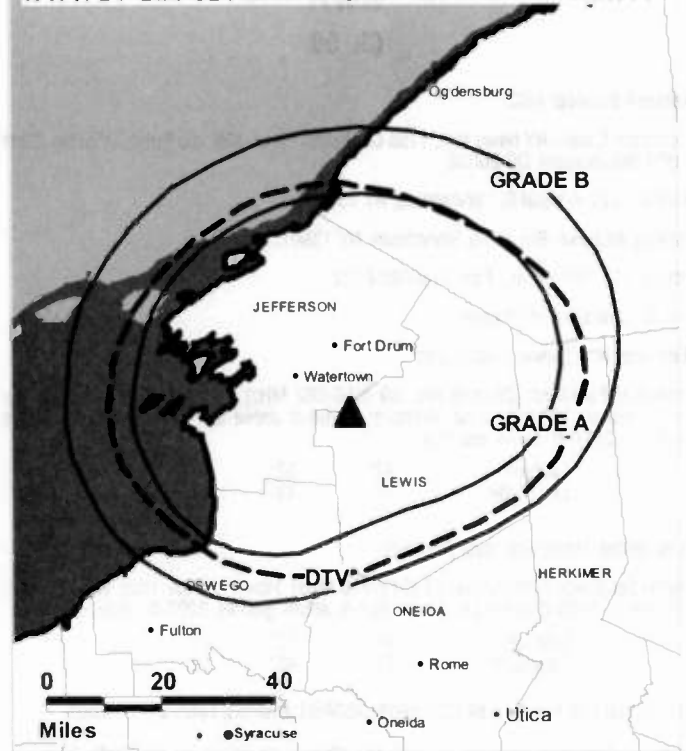 Ogdensburg
GRADE B
JEFFERSON
Fort Drum
Watertown
GRADE A
LEWIS
DTV
HERKIMER
OSWEGO
ONEIDA
Fulton
Rome
0 20 40
Miles
Oneida
Utica
Syracuse